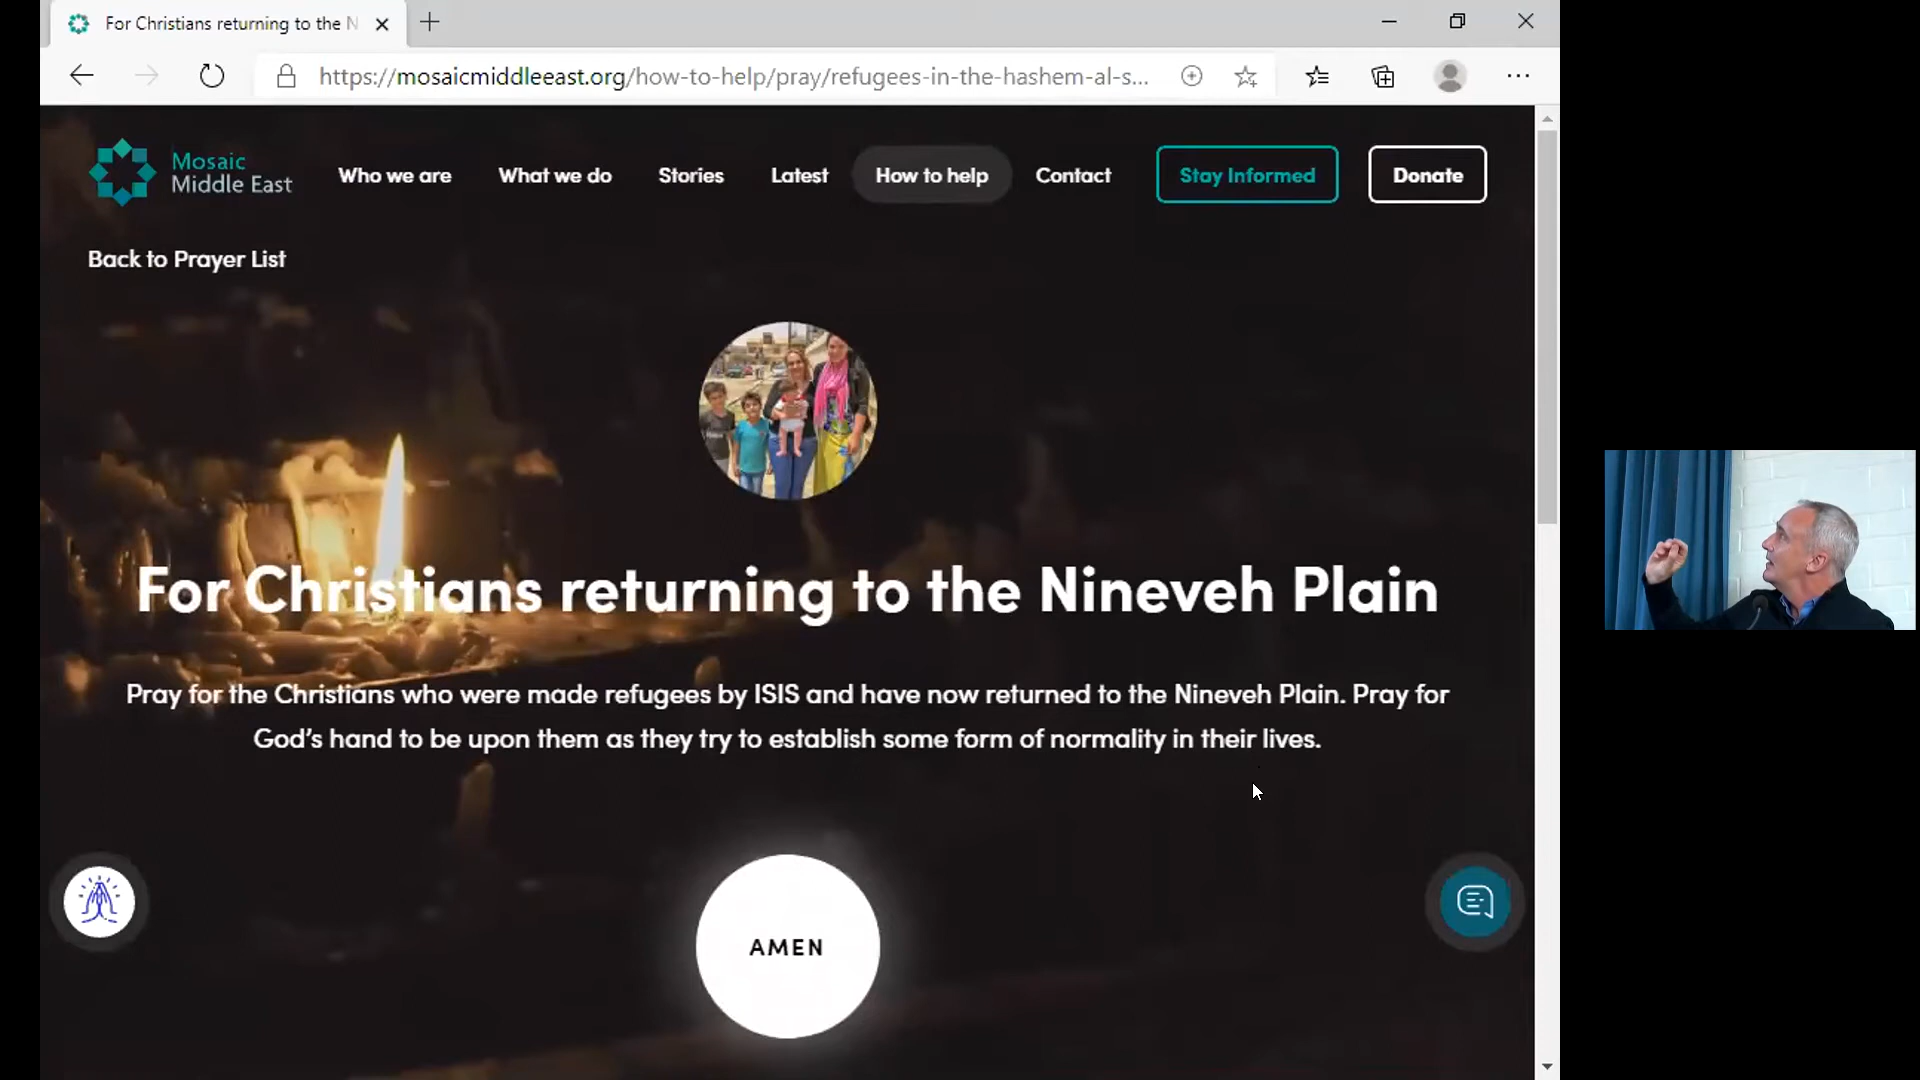 For Christians returning to the N
https://mosaicmiddleeast.org/how-to-help/pray/refugees-in-the-hashem-al-s...
Mosaic
Middle East
Who we are
What we do
Stories
Latest
How to help
Contact
Stay Informed
Donate
Back to Prayer List
For Christians returning to the Nineveh Plain
Pray for the Christians who were made refugees by ISIS and have now returned to the Nineveh Plain. Pray for
God’s hand to be upon them as they try to establish some form of normality in their lives.
AMEN